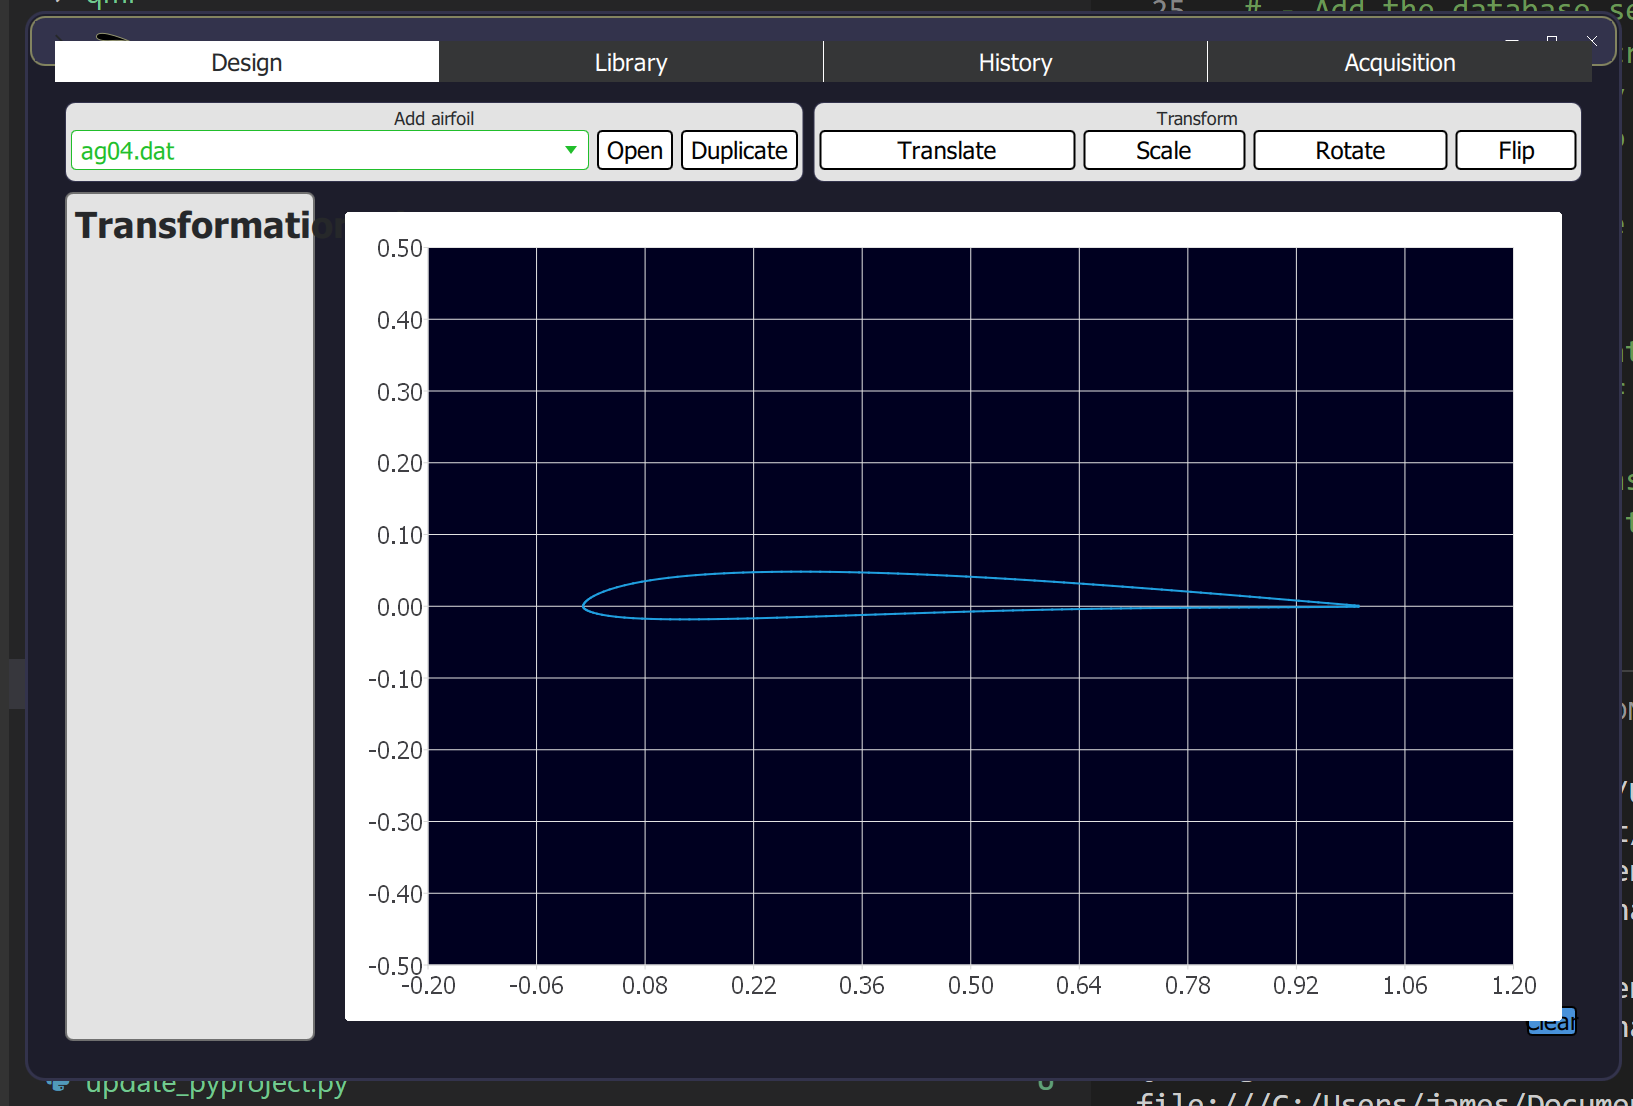 25 # - Add the database se
Design Library History Acquisition
Add airfoil
ag04.dat Open Duplicate
Transform
Translate Scale Rotate Flip
Transformation
0.50
0.40
0.30
0.20
0.10
0.00
-0.10
-0.20
-0.30
-0.40
-0.50
-0.20 -0.06 0.08 0.22 0.36 0.50 0.64 0.78 0.92 1.06 1.20
Clear
update_pyproject.py 6
file:///C:/Users/james/Docume